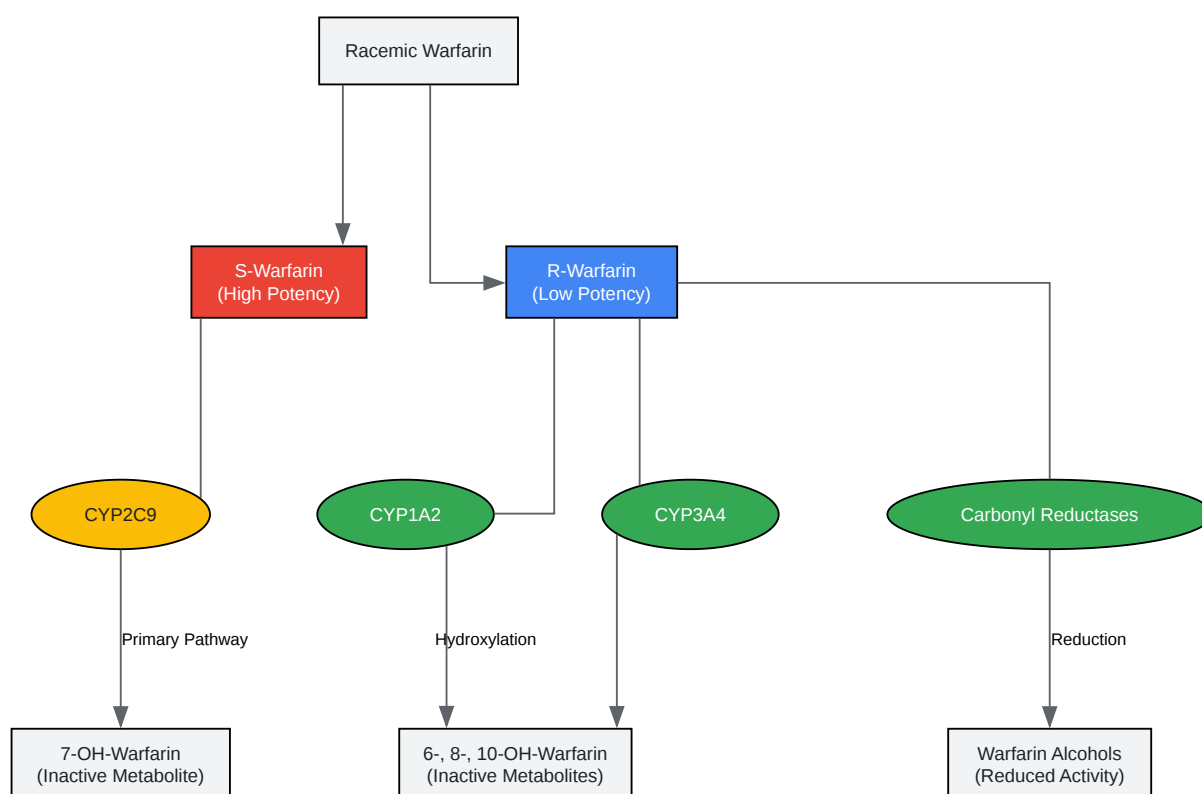 Racemic Warfarin
S-Warfarin
(High Potency)
R-Warfarin
(Low Potency)
CYP2C9
CYP1A2
CYP3A4
Carbonyl Reductases
Primary Pathway
Hydroxylation
Reduction
7-OH-Warfarin
(Inactive Metabolite)
6-, 8-, 10-OH-Warfarin
(Inactive Metabolites)
Warfarin Alcohols
(Reduced Activity)